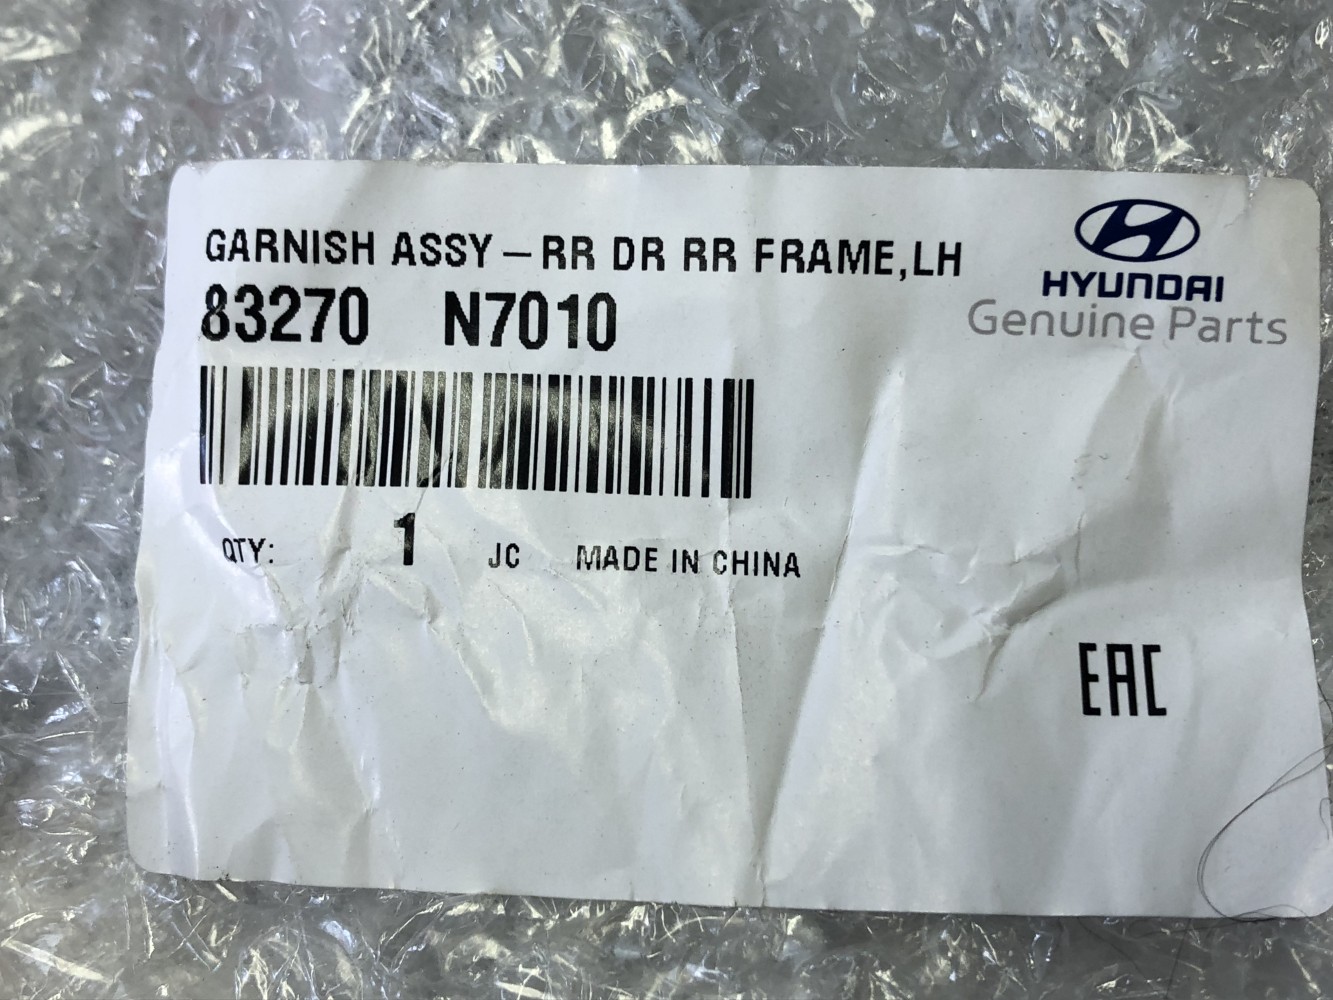 GARNISH ASSY – RR DR RR FRAME,LH
83270 N7010
HYUNDAI
Genuine Parts
QTY: 1 JC MADE IN CHINA
EAC